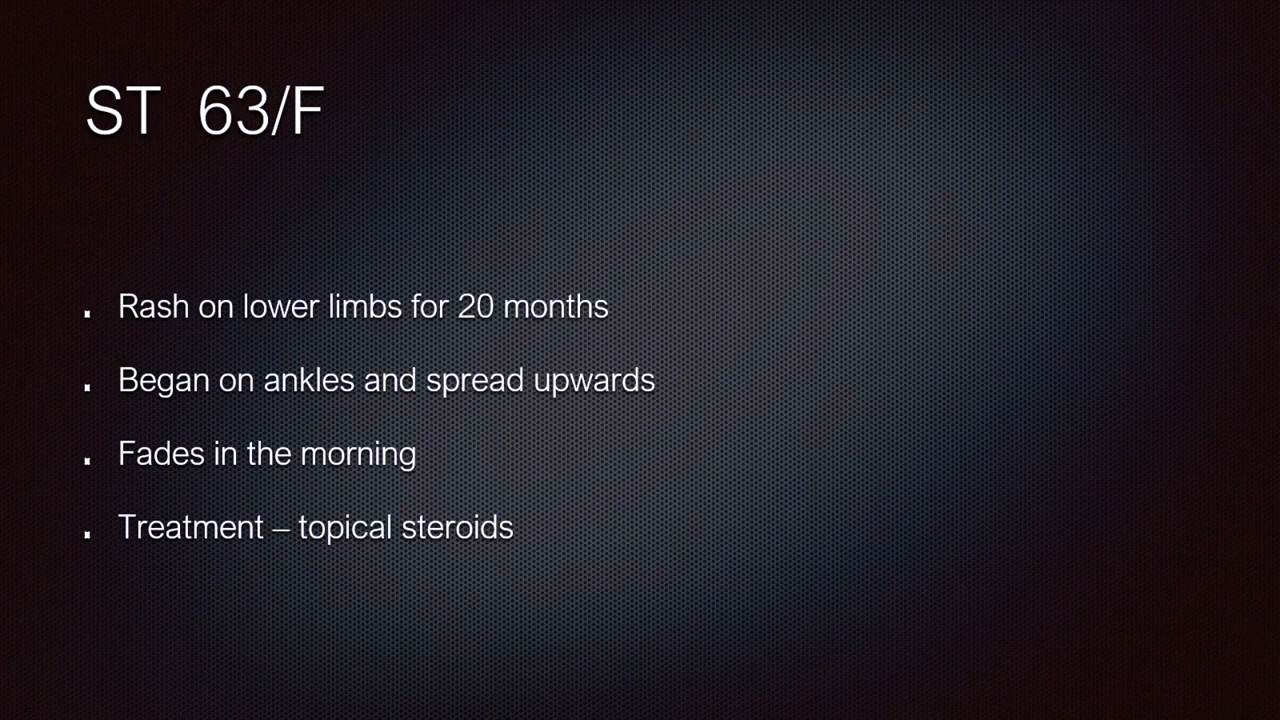 ST 63/F
Rash on lower limbs for 20 months
Began on ankles and spread upwards
Fades in the morning
Treatment – topical steroids